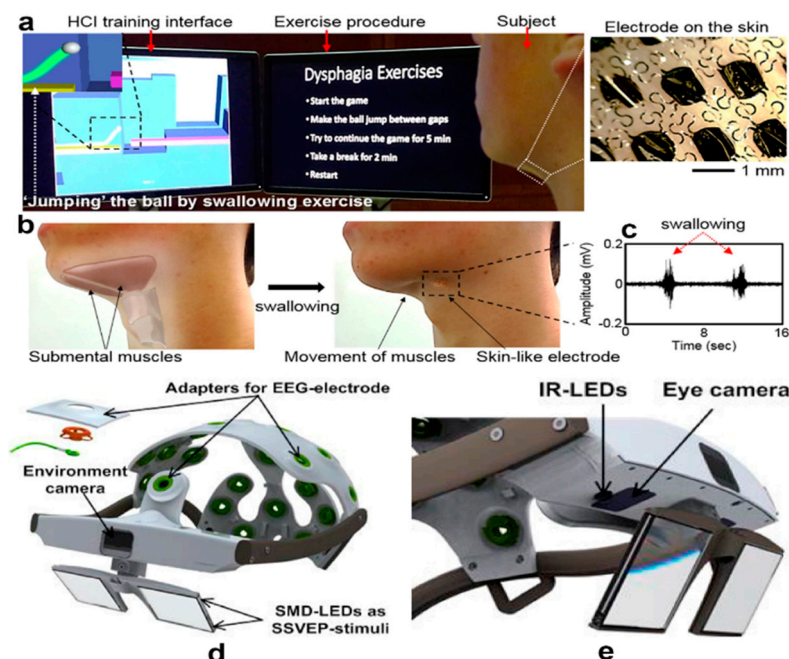 a
HCI training interface
Exercise procedure
Subject
Electrode on the skin
Dysphagia Exercises
•Start the game
•Make the ball jump between gaps
•Try to continue the game for 5 min
•Take a break for 2 min
•Restart
'Jumping' the ball by swallowing exercise
1 mm
b
swallowing
Submental muscles
Movement of muscles
Skin-like electrode
c
swallowing
Amplitude (mV)
0.2
0
-0.2
0
8
16
Time (sec)
Adapters for EEG-electrode
Environment
camera
SMD-LEDs as
SSVEP-stimuli
d
IR-LEDs
Eye camera
e